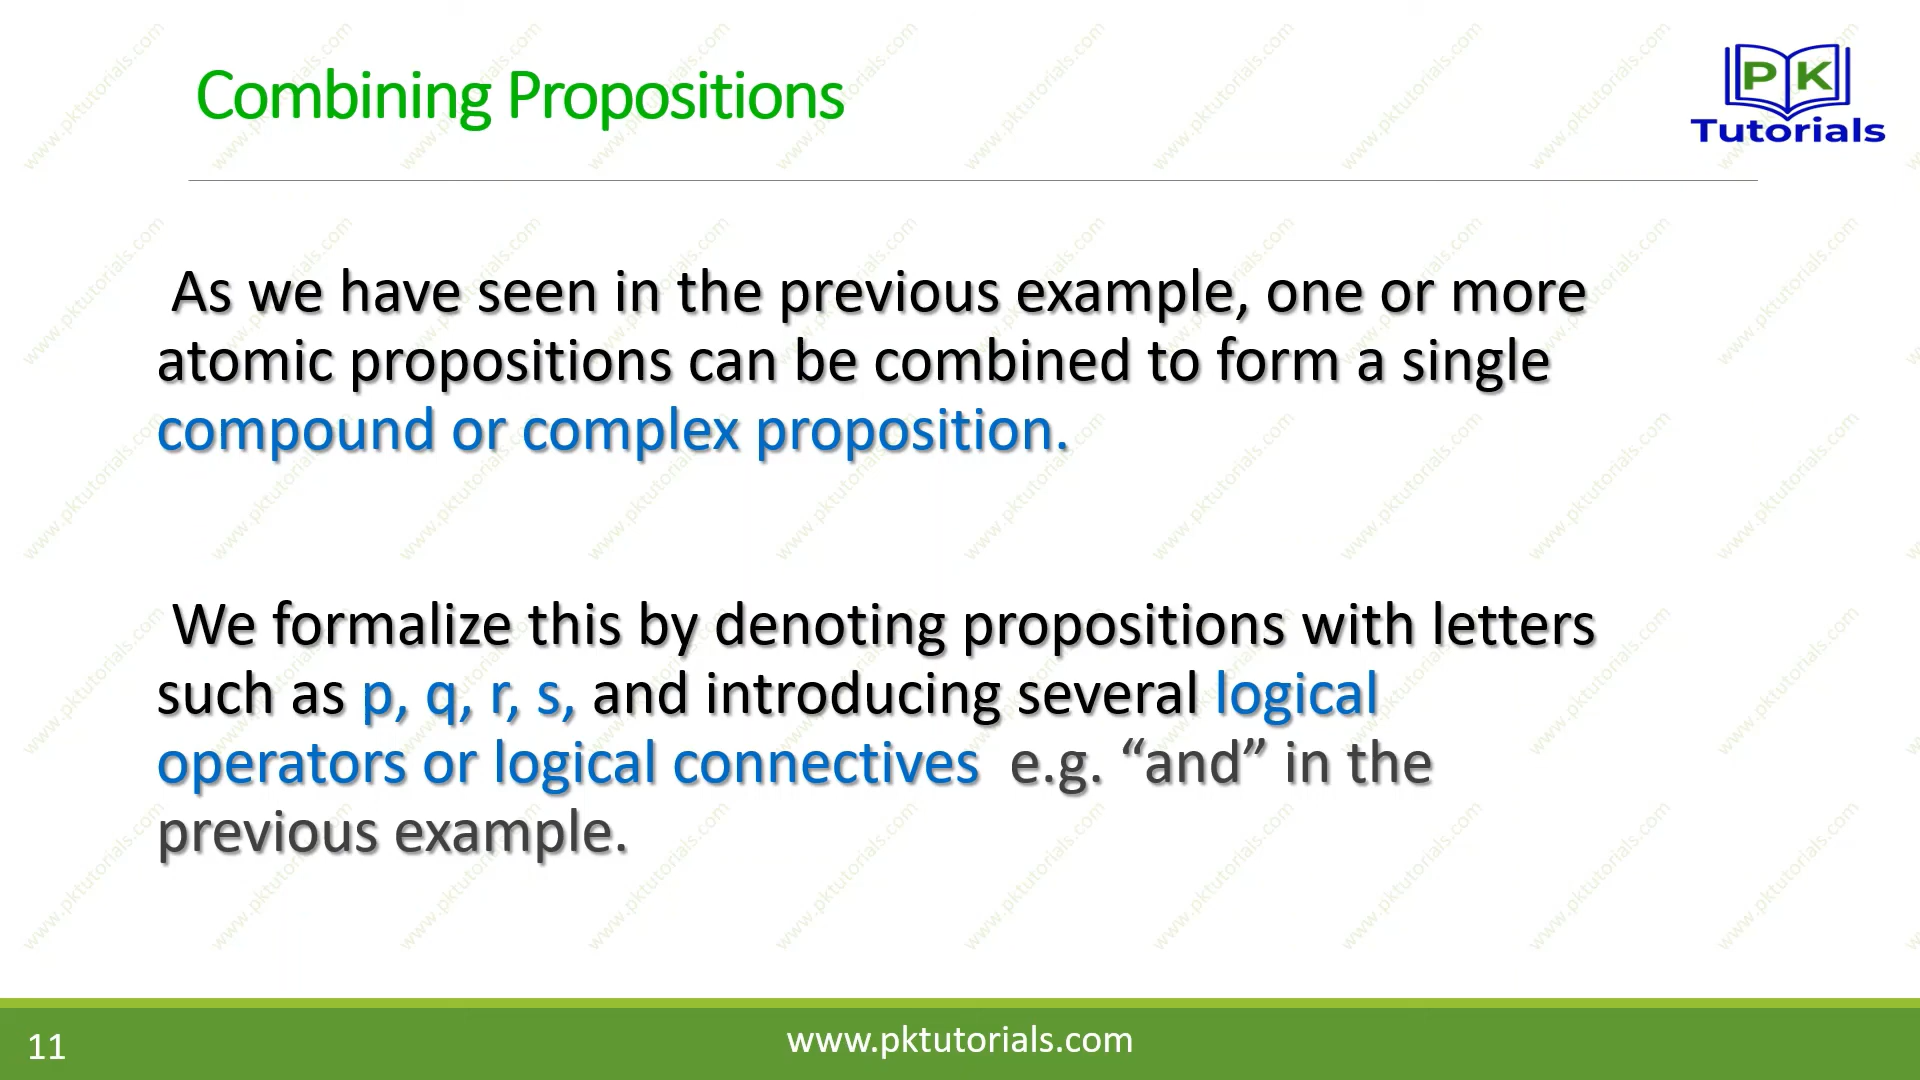 Combining Propositions
PK
Tutorials
As we have seen in the previous example, one or more
atomic propositions can be combined to form a single
compound or complex proposition.
We formalize this by denoting propositions with letters
such as p, q, r, s, and introducing several logical
operators or logical connectives e.g. “and” in the
previous example.
11
www.pktutorials.com